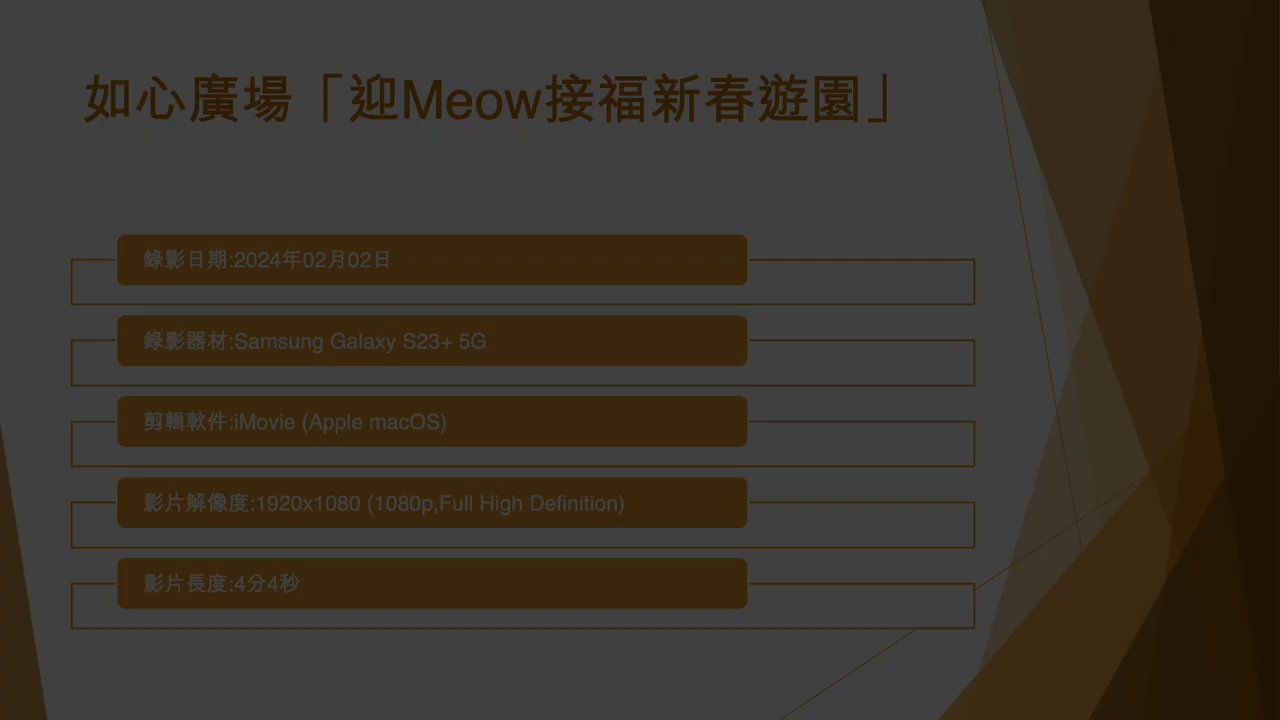 如心廣場「迎Meow接福新春遊園」
錄影日期:2024年02月02日
錄影器材:Samsung Galaxy S23+ 5G
剪輯軟件:iMovie (Apple macOS)
影片解像度:1920x1080 (1080p,Full High Definition)
影片長度:4分4秒